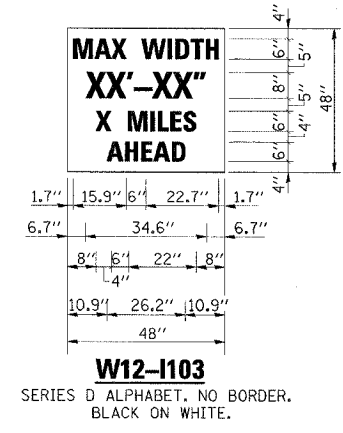 MAX WIDTH
XX'-XX"
X MILES
AHEAD
4"
6"
5"
8"
5"
6"
4"
6"
4"
48"
1.7" 15.9" 6" 22.7" 1.7"
6.7" 34.6" 6.7"
8" 6" 22" 8"
4"
10.9" 26.2" 10.9"
48"
W12-I103
SERIES D ALPHABET. NO BORDER.
BLACK ON WHITE.